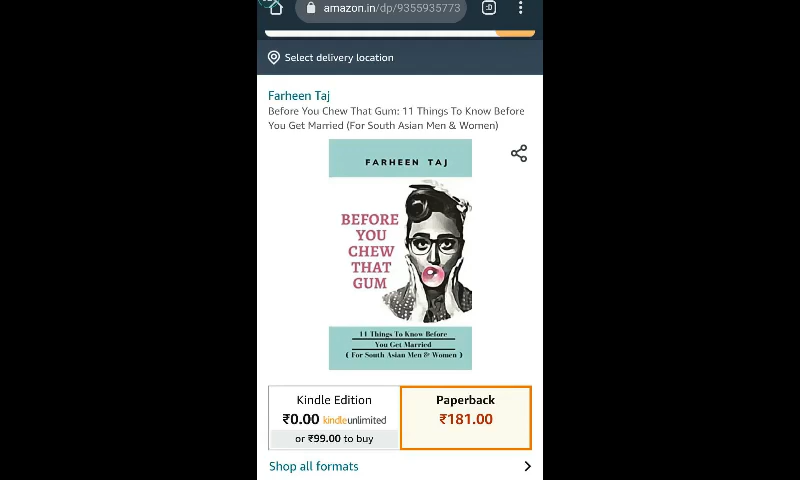 amazon.in/dp/9355935773
:D
Select delivery location
Farheen Taj
Before You Chew That Gum: 11 Things To Know Before
You Get Married (For South Asian Men & Women)
FARHEEN TAJ
BEFORE
YOU
CHEW
THAT
GUM
11 Things To Know Before
You Get Married
( For South Asian Men & Women )
Kindle Edition
₹0.00 kindleunlimited
or ₹99.00 to buy
Paperback
₹181.00
Shop all formats